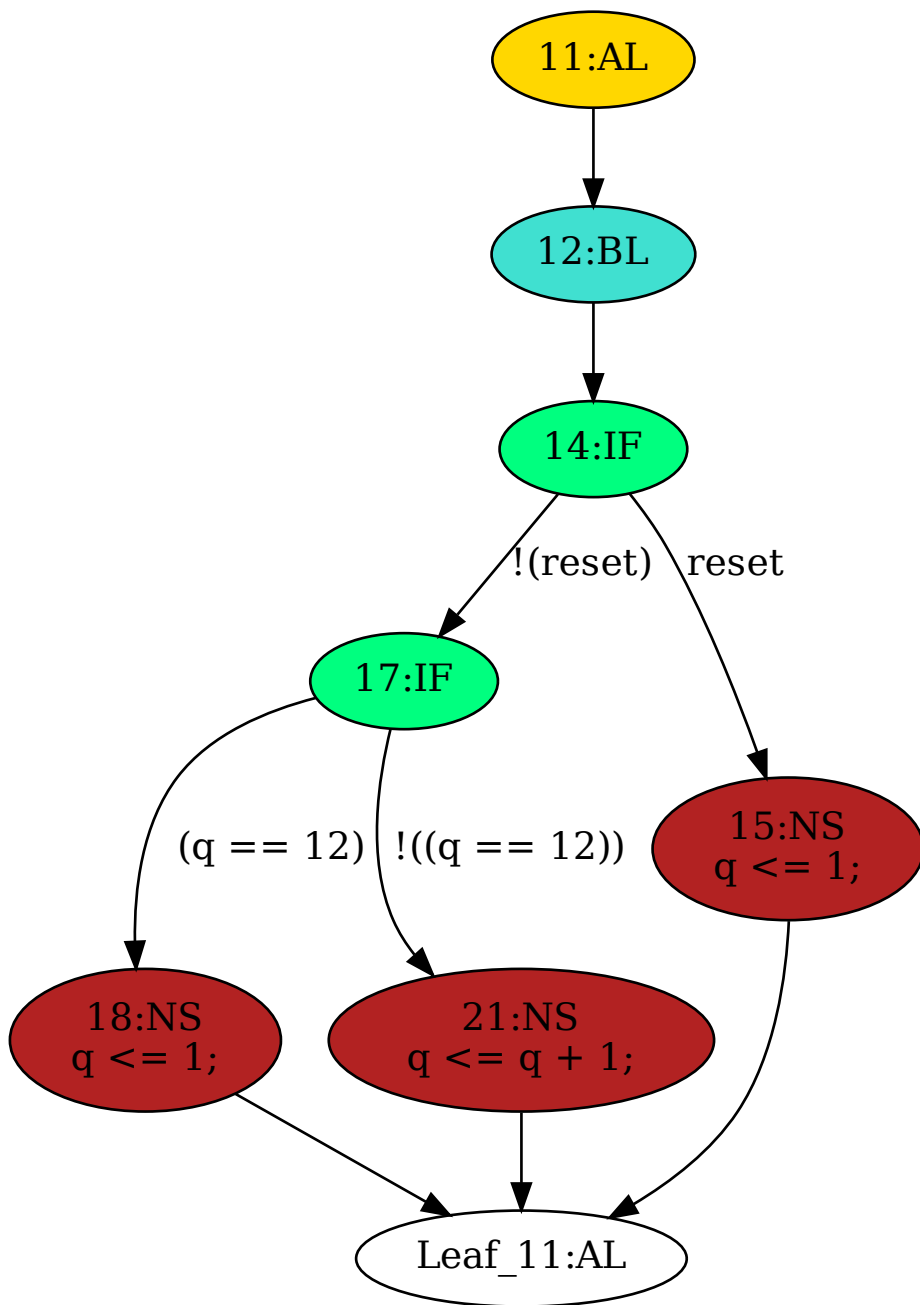 11:AL
12:BL
14:IF
!(reset)
reset
17:IF
(q == 12)
!((q == 12))
15:NS
q <= 1;
18:NS
q <= 1;
21:NS
q <= q + 1;
Leaf_11:AL